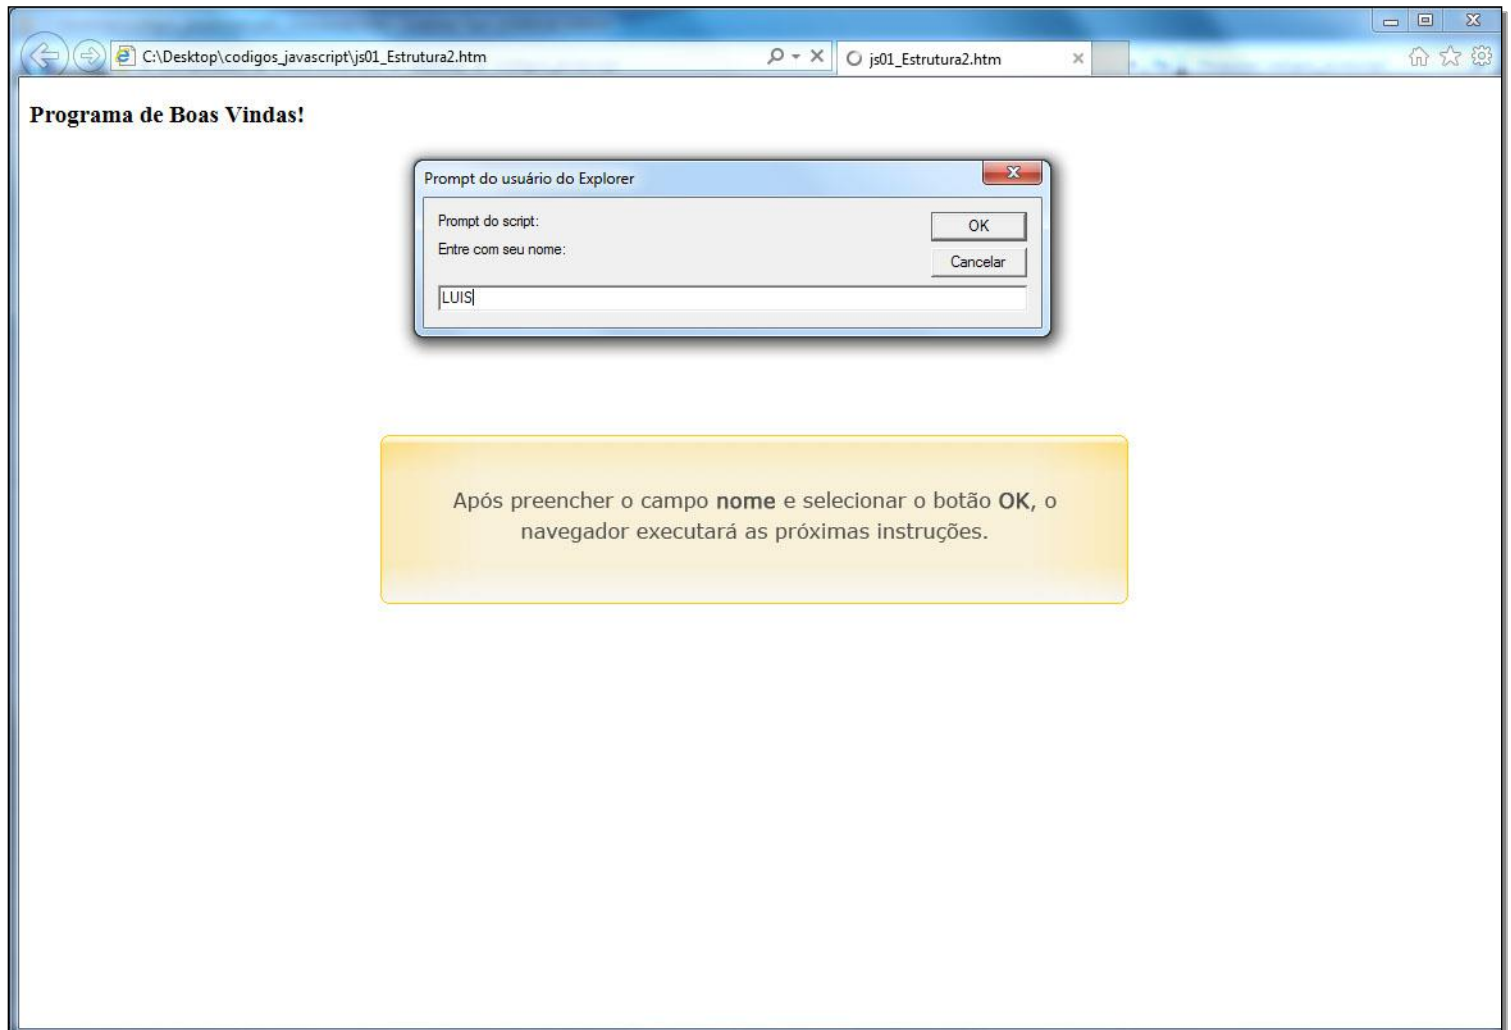 C:\Desktop\codigos_javascript\js01_Estrutura2.htm
js01_Estrutura2.htm
Programa de Boas Vindas!
Prompt do usuário do Explorer
Prompt do script:
OK
Entre com seu nome:
Cancelar
LUIS
Após preencher o campo nome e selecionar o botão OK, o
navegador executará as próximas instruções.